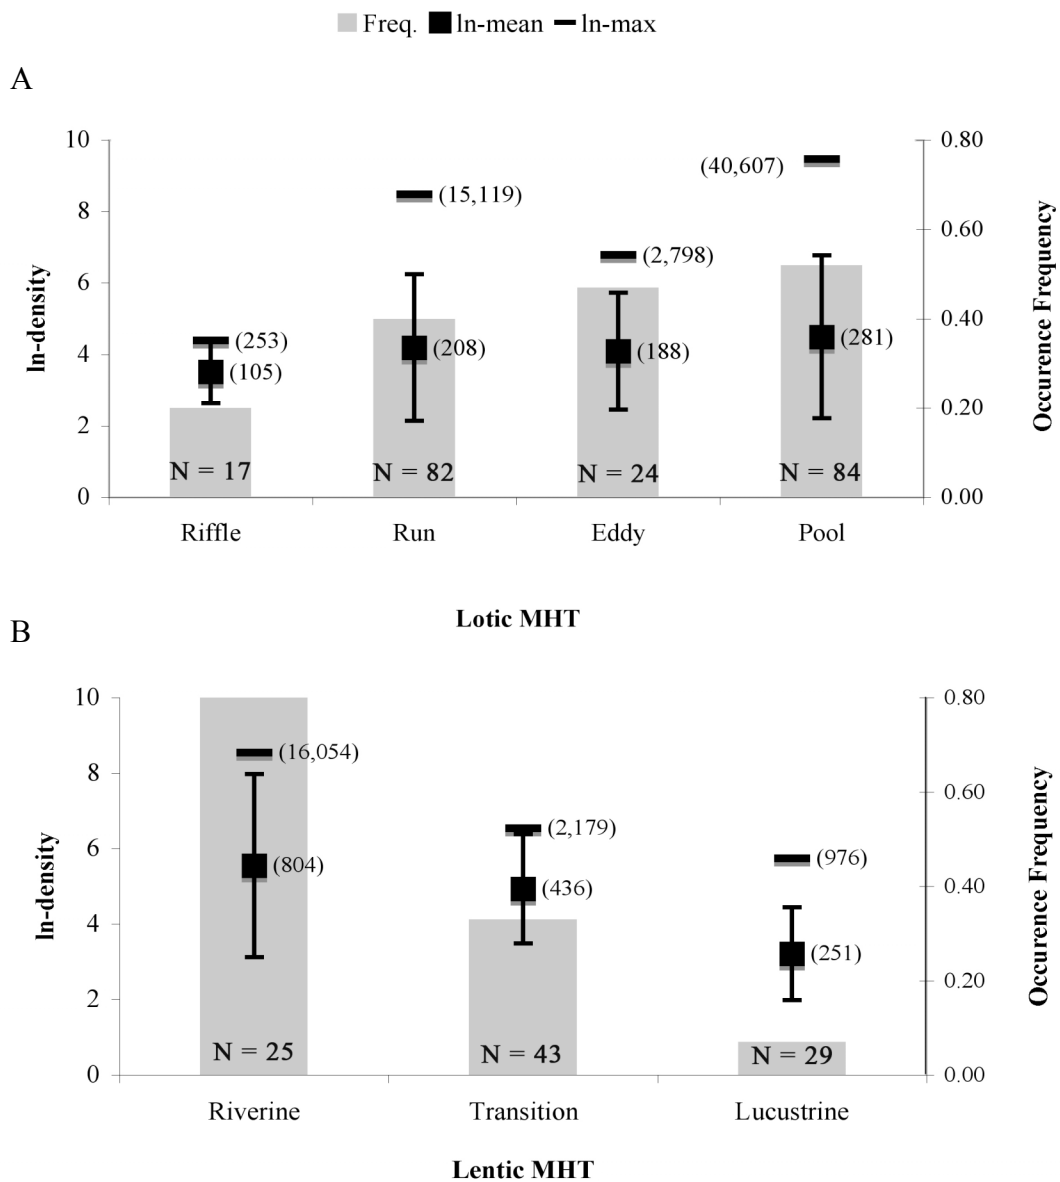 Freq. ln-mean ln-max
A
10 0.80
(40,607)
(15,119)
8
0.60
(2,798)
6
0.40
(253)
(208) (188) (281)
4
(105)
0.20
2
N = 17 N = 82 N = 24 N = 84
0 0.00
ln-density
Occurence Frequency
Riffle Run Eddy Pool
Lotic MHT
B
10 0.80
(16,054)
8
0.60
(2,179)
6
(976)
(804)
(436)
0.40
4
(251)
0.20
2
N = 25 N = 43 N = 29
0 0.00
ln-density
Occurence Frequency
Riverine Transition Lucustrine
Lentic MHT